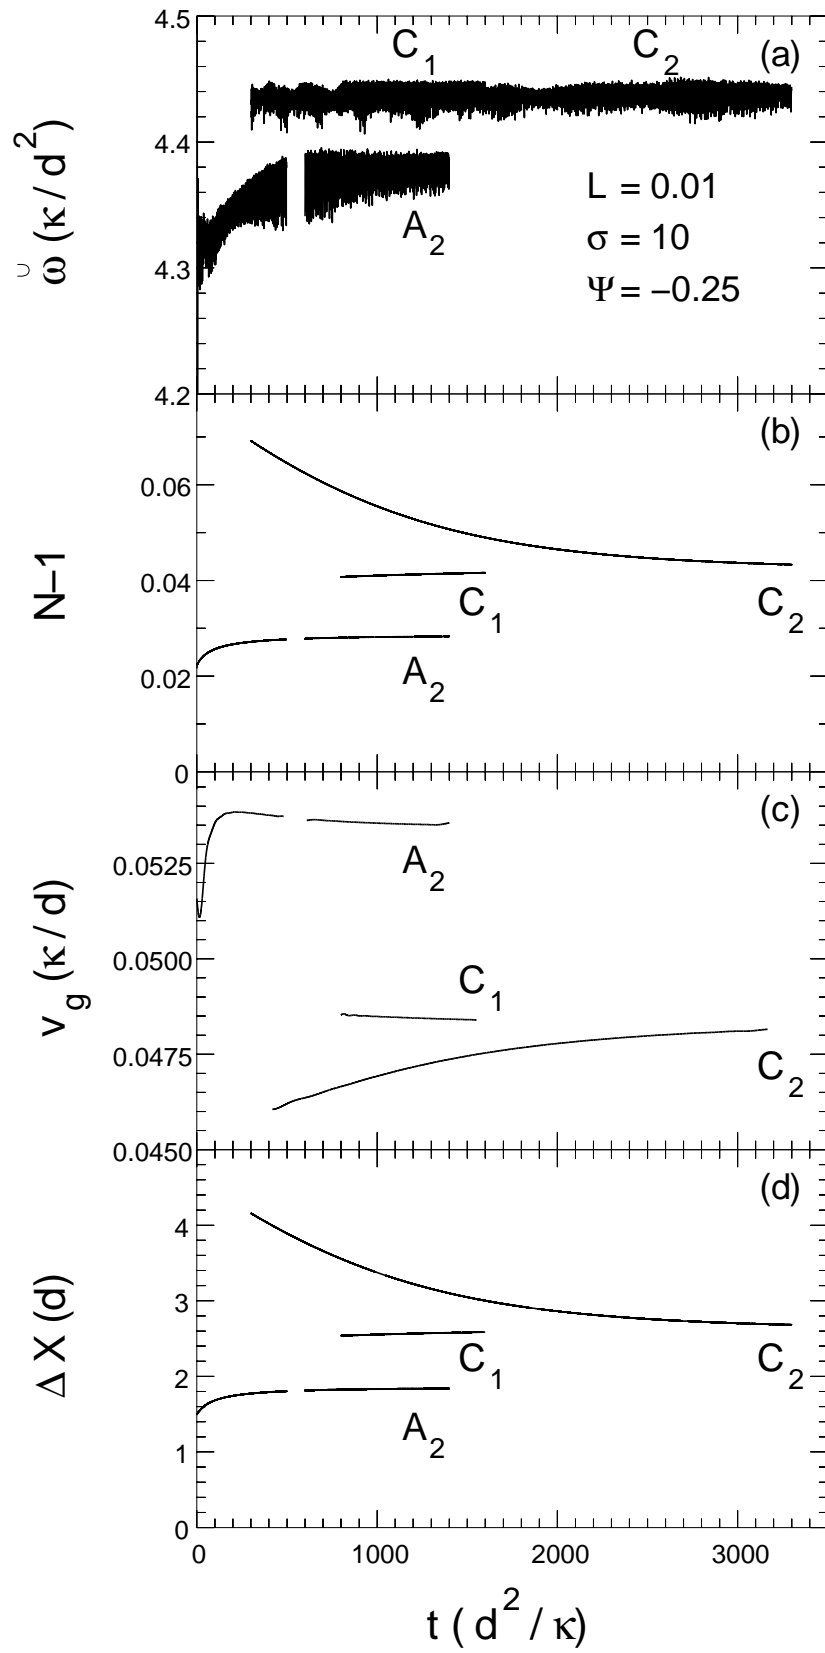 4.5
C₁
C₂
(a)
4.4
ω̆ (κ / d²)
L = 0.01
σ = 10
Ψ = −0.25
A₂
4.3
4.2
(b)
0.06
N−1
0.04
C₁
C₂
0.02
A₂
0
(c)
0.0525
A₂
v_g (κ / d)
0.0500
C₁
0.0475
C₂
0.0450
(d)
4
Δ X (d)
3
C₁
C₂
2
A₂
1
0
0 1000 2000 3000
t ( d² / κ)